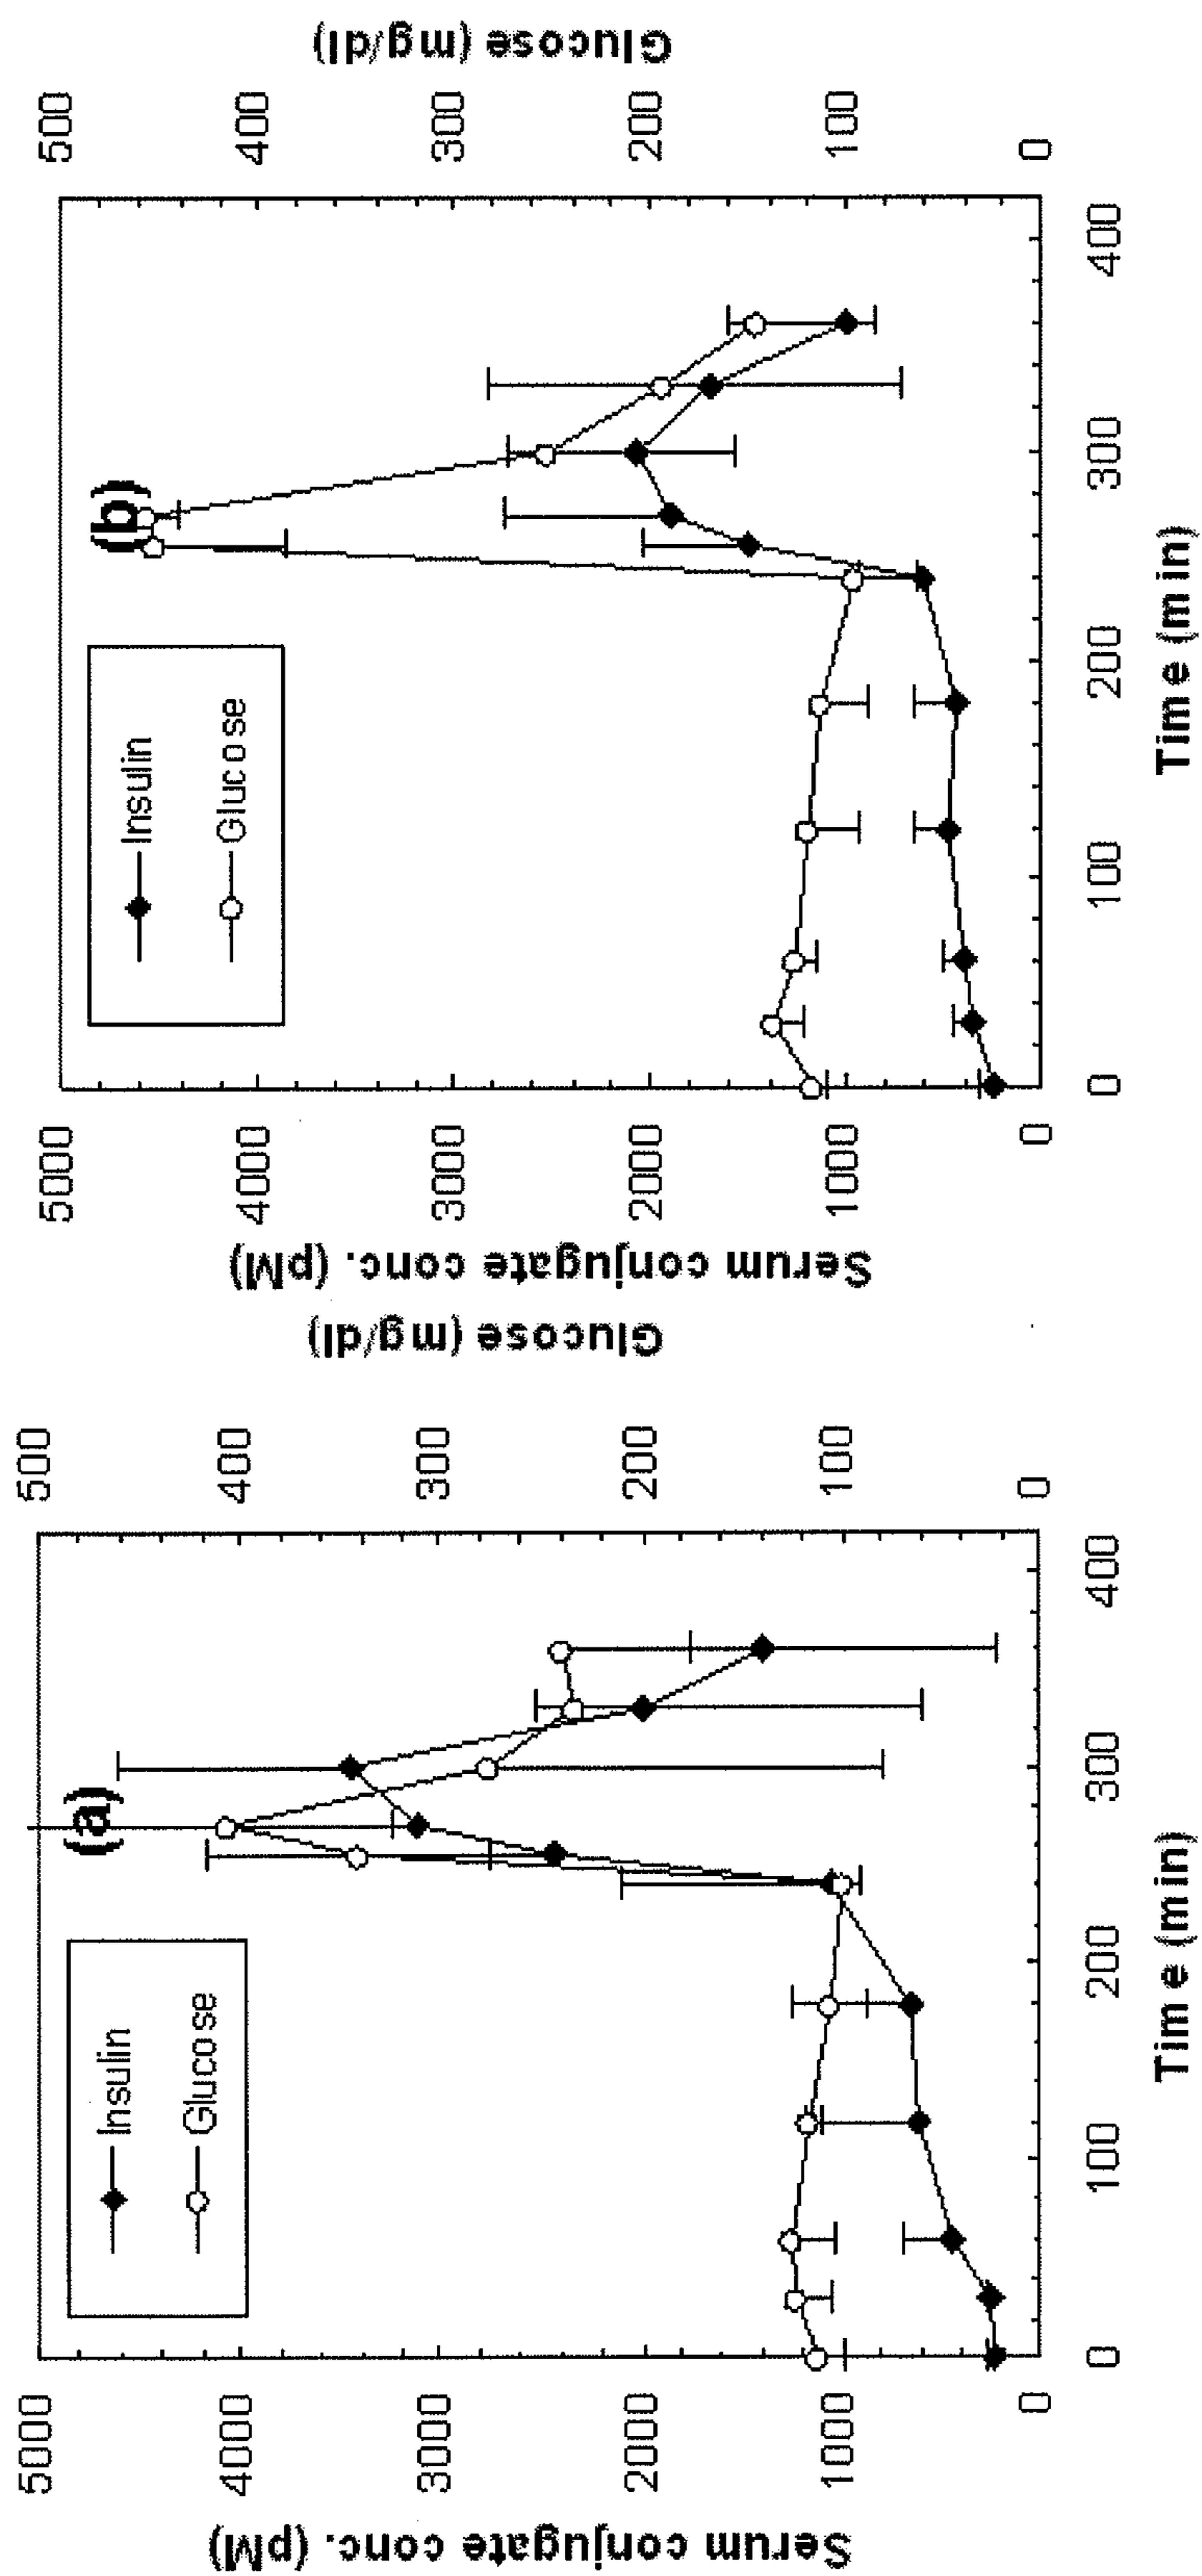 (a)
Insulin
Glucose
Serum conjugate conc. (pM)
5000
4000
3000
2000
1000
0
Glucose (mg/dl)
500
400
300
200
100
0
0 100 200 300 400
Time (min)
(b)
Insulin
Glucose
Serum conjugate conc. (pM)
5000
4000
3000
2000
1000
0
Glucose (mg/dl)
500
400
300
200
100
0
0 100 200 300 400
Time (min)